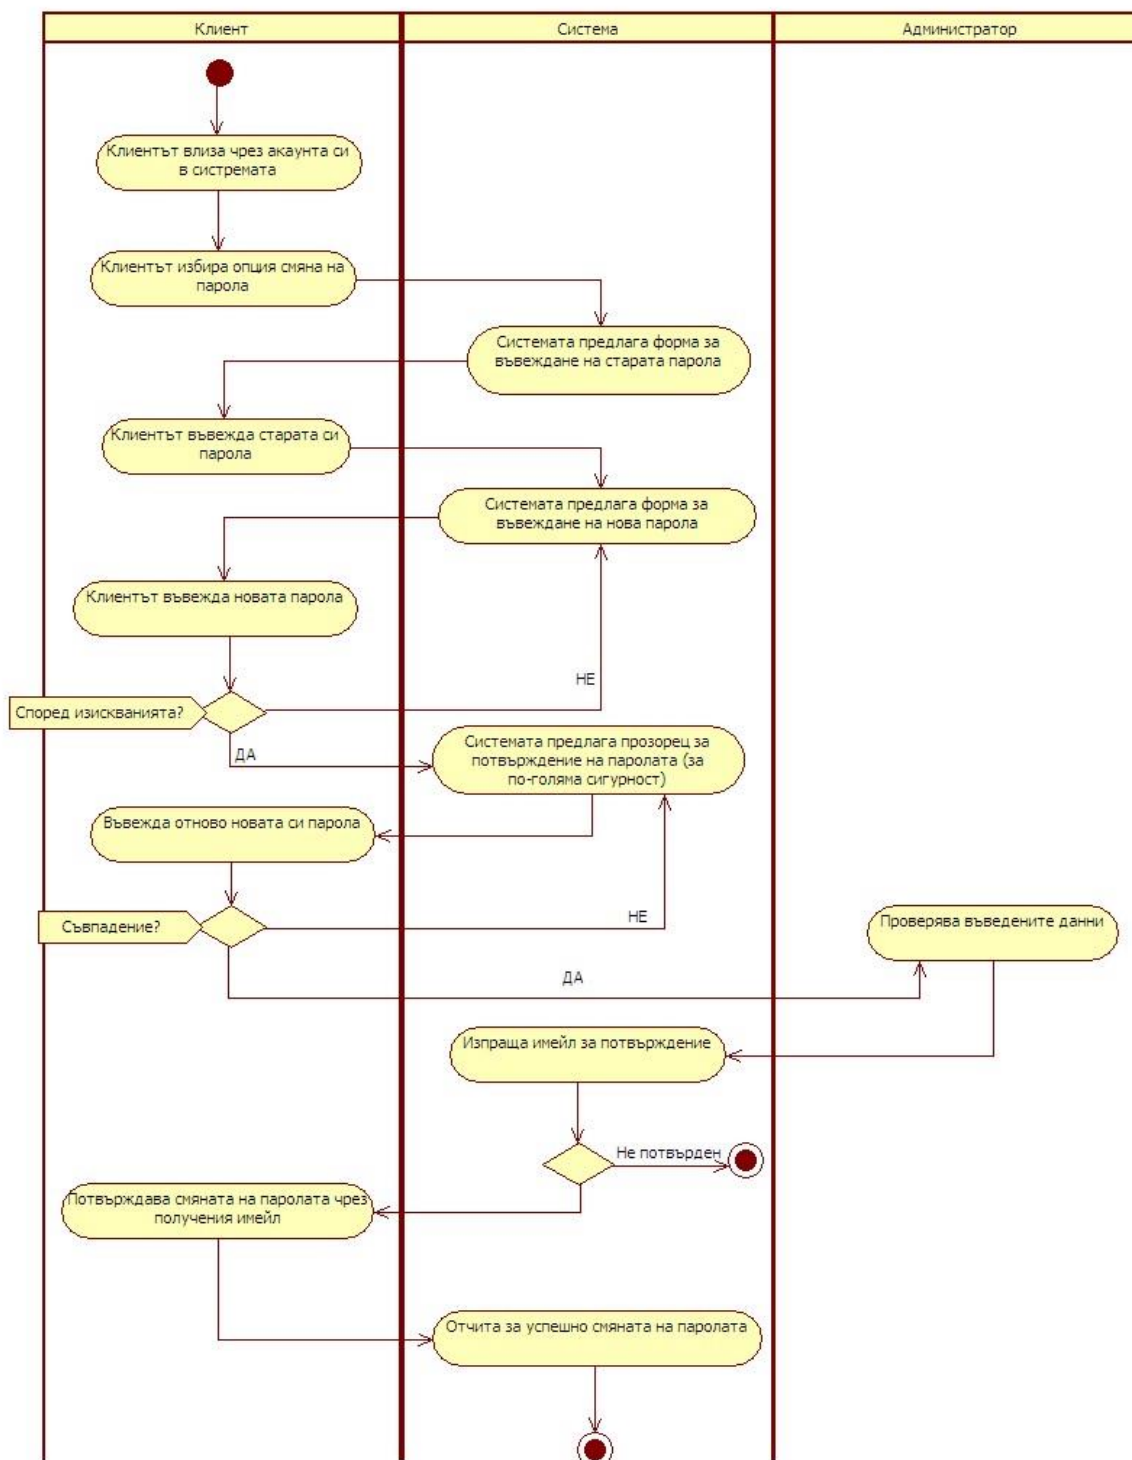 Клиент
Система
Администратор
Клиентът влиза чрез акаунта си
в систремата
Клиентът избира опция смяна на
парола
Системата предлага форма за
въвеждане на старата парола
Клиентът въвежда старата си
парола
Системата предлага форма за
въвеждане на нова парола
Клиентът въвежда новата парола
НЕ
Според изискванията?
ДА
Системата предлага прозорец за
потвърждение на паролата (за
по-голяма сигурност)
Въвежда отново новата си парола
Съвпадение?
НЕ
Проверява въведените данни
ДА
Изпраща имейл за потвърждение
Не потвърден
Потвърждава смяната на паролата чрез
получения имейл
Отчита за успешно смяната на паролата